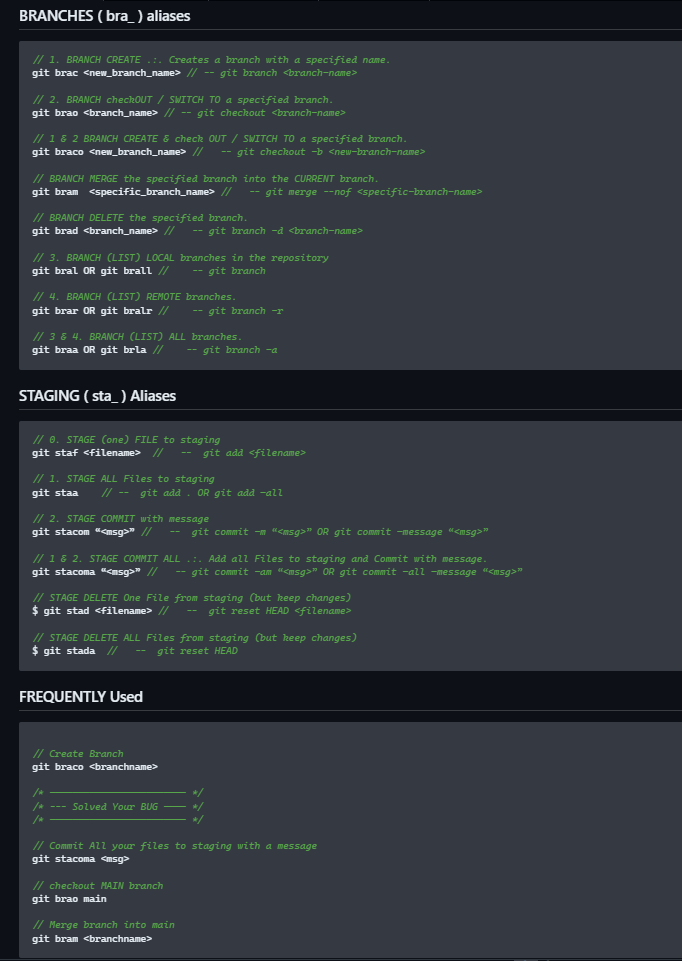 BRANCHES ( bra_ ) aliases
// 1. BRANCH CREATE .:. Creates a branch with a specified name.
git brac <new_branch_name> // -- git branch <branch-name>
// 2. BRANCH checkOUT / SWITCH TO a specified branch.
git brao <branch_name> // -- git checkout <branch-name>
// 1 & 2 BRANCH CREATE & check OUT / SWITCH TO a specified branch.
git braco <new_branch_name> //   -- git checkout -b <new-branch-name>
// BRANCH MERGE the specified branch into the CURRENT branch.
git bram  <specific_branch_name> //   -- git merge --nof <specific-branch-name>
// BRANCH DELETE the specified branch.
git brad <branch_name> //   -- git branch -d <branch-name>
// 3. BRANCH (LIST) LOCAL branches in the repository
git bral OR git brall //    -- git branch
// 4. BRANCH (LIST) REMOTE branches.
git brar OR git bralr //    -- git branch -r
// 3 & 4. BRANCH (LIST) ALL branches.
git braa OR git brla //    -- git branch -a
STAGING ( sta_ ) Aliases
// 0. STAGE (one) FILE to staging
git staf <filename>  //   --  git add <filename>
// 1. STAGE ALL Files to staging
git staa    // --  git add . OR git add —all
// 2. STAGE COMMIT with message
git stacom “<msg>” //   --  git commit -m “<msg>” OR git commit —message “<msg>”
// 1 & 2. STAGE COMMIT ALL .:. Add all Files to staging and Commit with message.
git stacoma “<msg>” //   -- git commit -am “<msg>” OR git commit —all —message “<msg>”
// STAGE DELETE One File from staging (but keep changes)
$ git stad <filename> //   --  git reset HEAD <filename>
// STAGE DELETE ALL Files from staging (but keep changes)
$ git stada  //   --  git reset HEAD
FREQUENTLY Used
// Create Branch
git braco <branchname>
/* ———————————————————————— */
/* --- Solved Your BUG ———— */
/* ———————————————————————— */
// Commit All your files to staging with a message
git stacoma <msg>
// checkout MAIN branch
git brao main
// Merge branch into main
git bram <branchname>